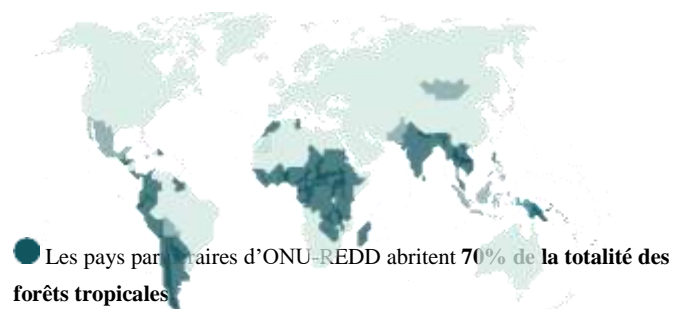 Les pays partenaires d'ONU-REDD abritent 70% de la totalité des
forêts tropicales